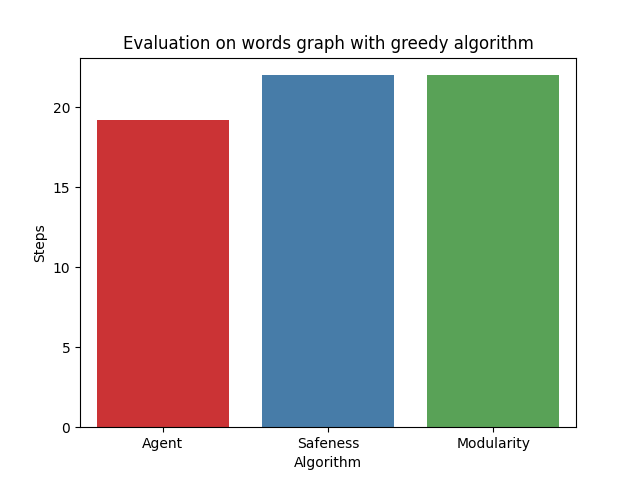 Evaluation on words graph with greedy algorithm
20
15
10
5
0
Steps
Agent
Safeness
Modularity
Algorithm